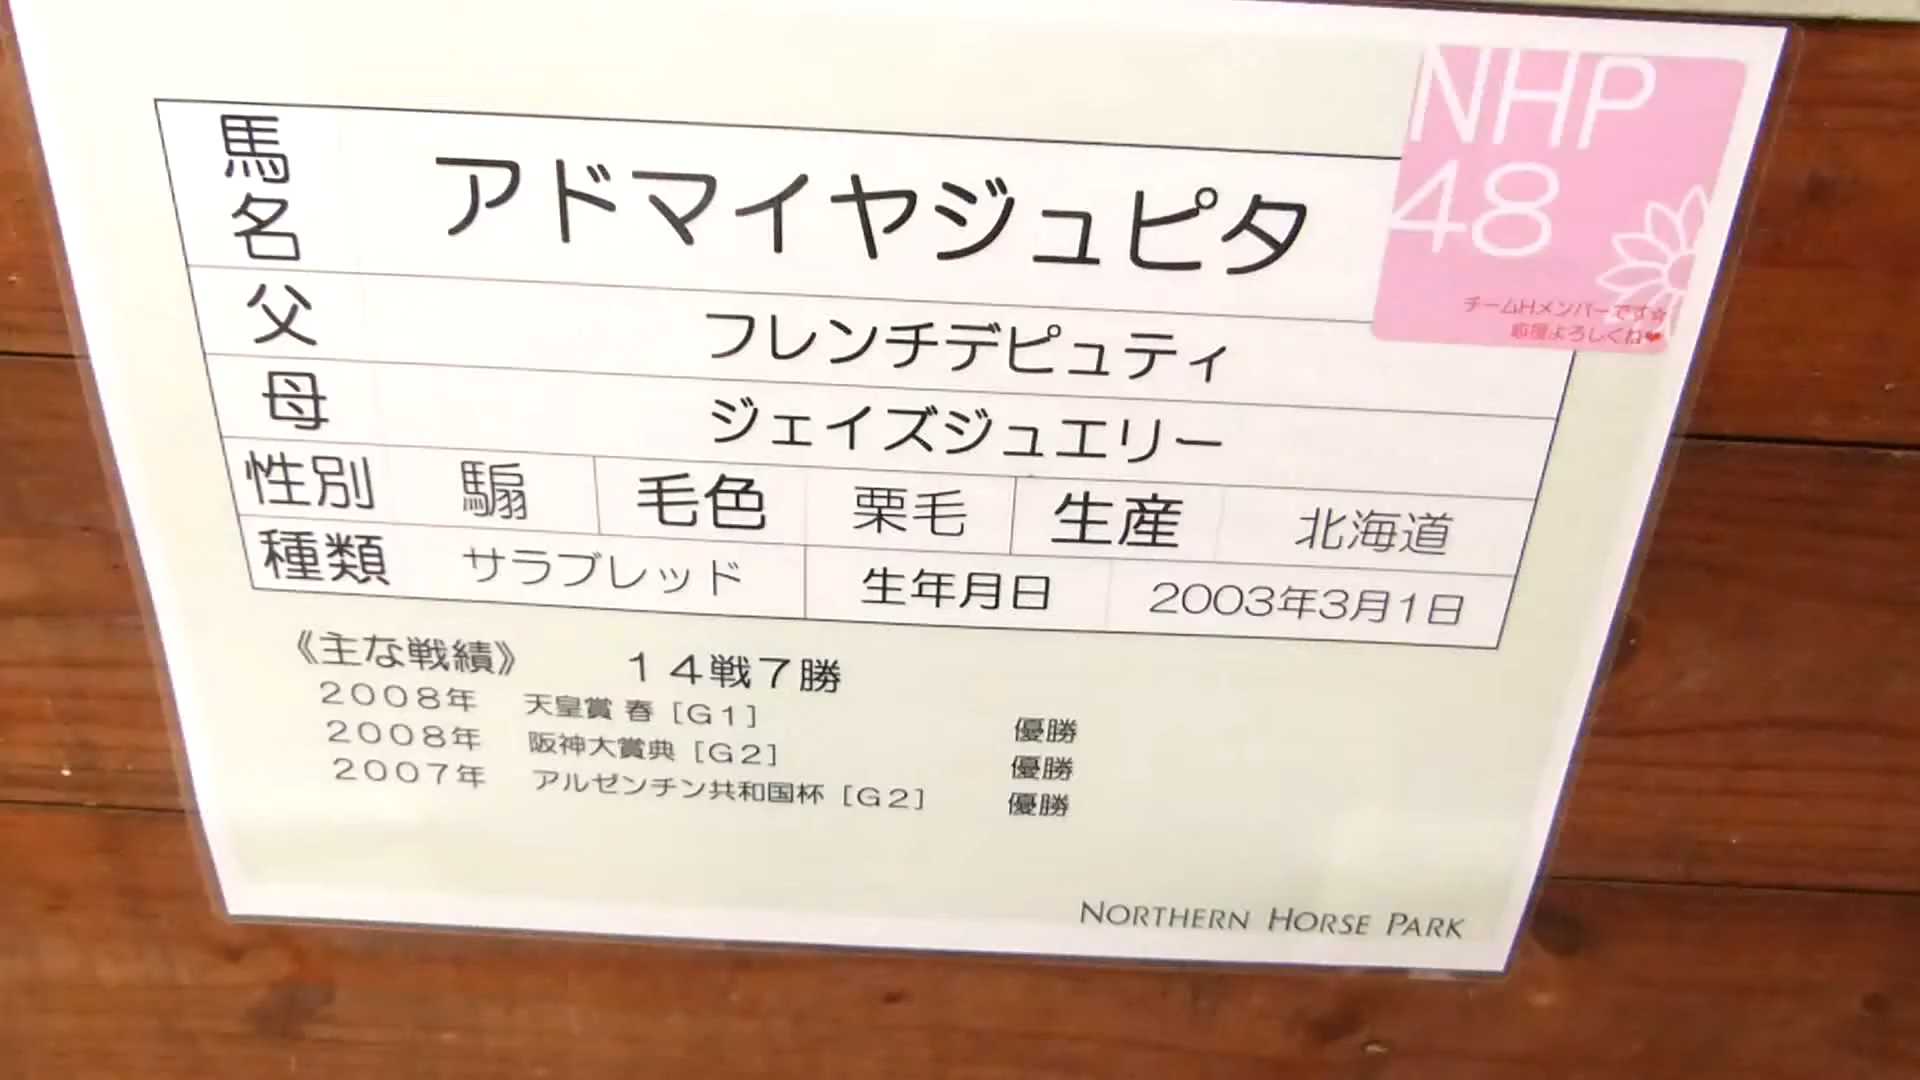 NHP
48
チームHメンバーです☆
応援よろしくね❤
馬名 アドマイヤジュピタ
父 フレンチデピュティ
母 ジェイズジュエリー
性別 騸 毛色 栗毛 生産 北海道
種類 サラブレッド 生年月日 2003年3月1日
《主な戦績》 14戦7勝
2008年 天皇賞 春 [G1] 優勝
2008年 阪神大賞典 [G2] 優勝
2007年 アルゼンチン共和国杯 [G2] 優勝
NORTHERN HORSE PARK